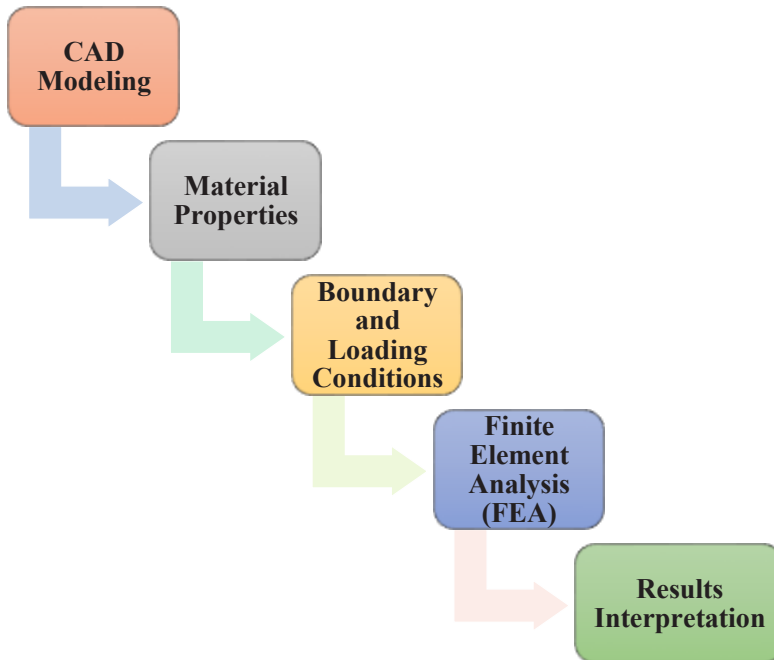 CAD
Modeling
Material
Properties
Boundary
and
Loading
Conditions
Finite
Element
Analysis
(FEA)
Results
Interpretation